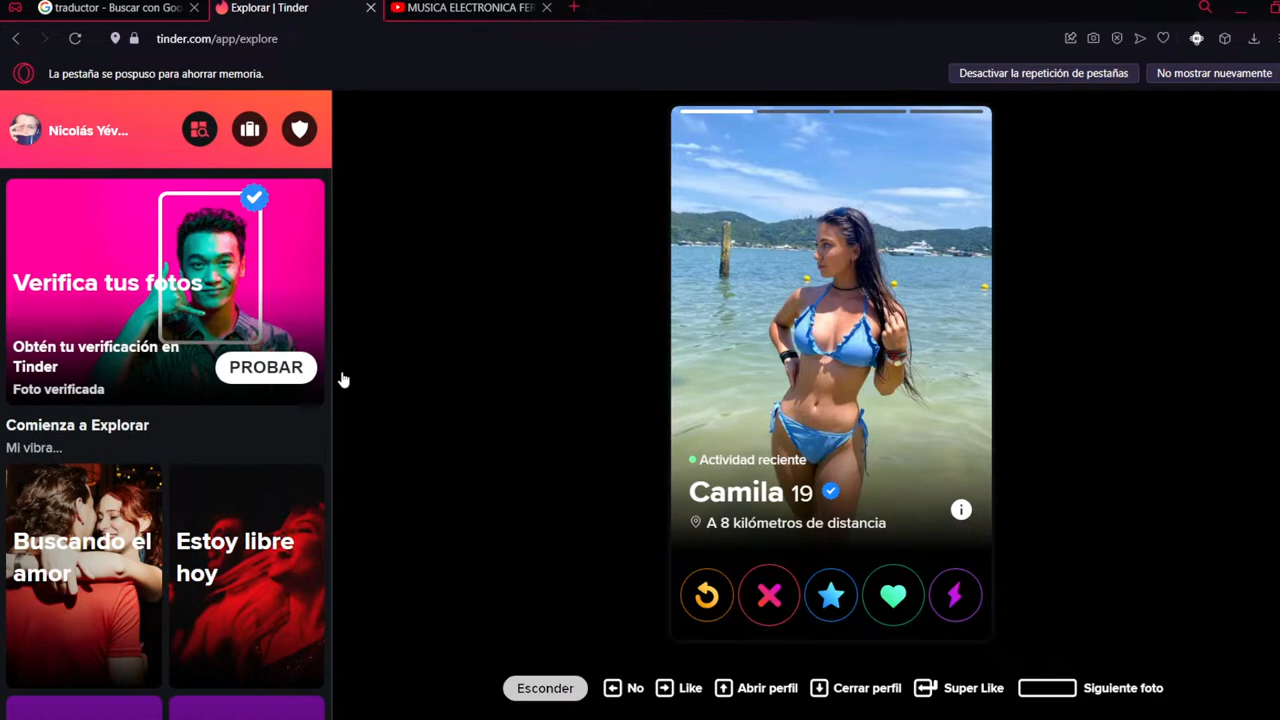 traductor - Buscar con Goo
Explorar | Tinder
MUSICA ELECTRONICA FER
tinder.com/app/explore
La pestaña se pospuso para ahorrar memoria.
Desactivar la repetición de pestañas
No mostrar nuevamente
Nicolás Yév...
Verifica tus fotos
Obtén tu verificación en
Tinder
PROBAR
Foto verificada
Comienza a Explorar
Mi vibra...
Buscando el
amor
Estoy libre
hoy
Actividad reciente
Camila 19
A 8 kilómetros de distancia
Esconder
No
Like
Abrir perfil
Cerrar perfil
Super Like
Siguiente foto